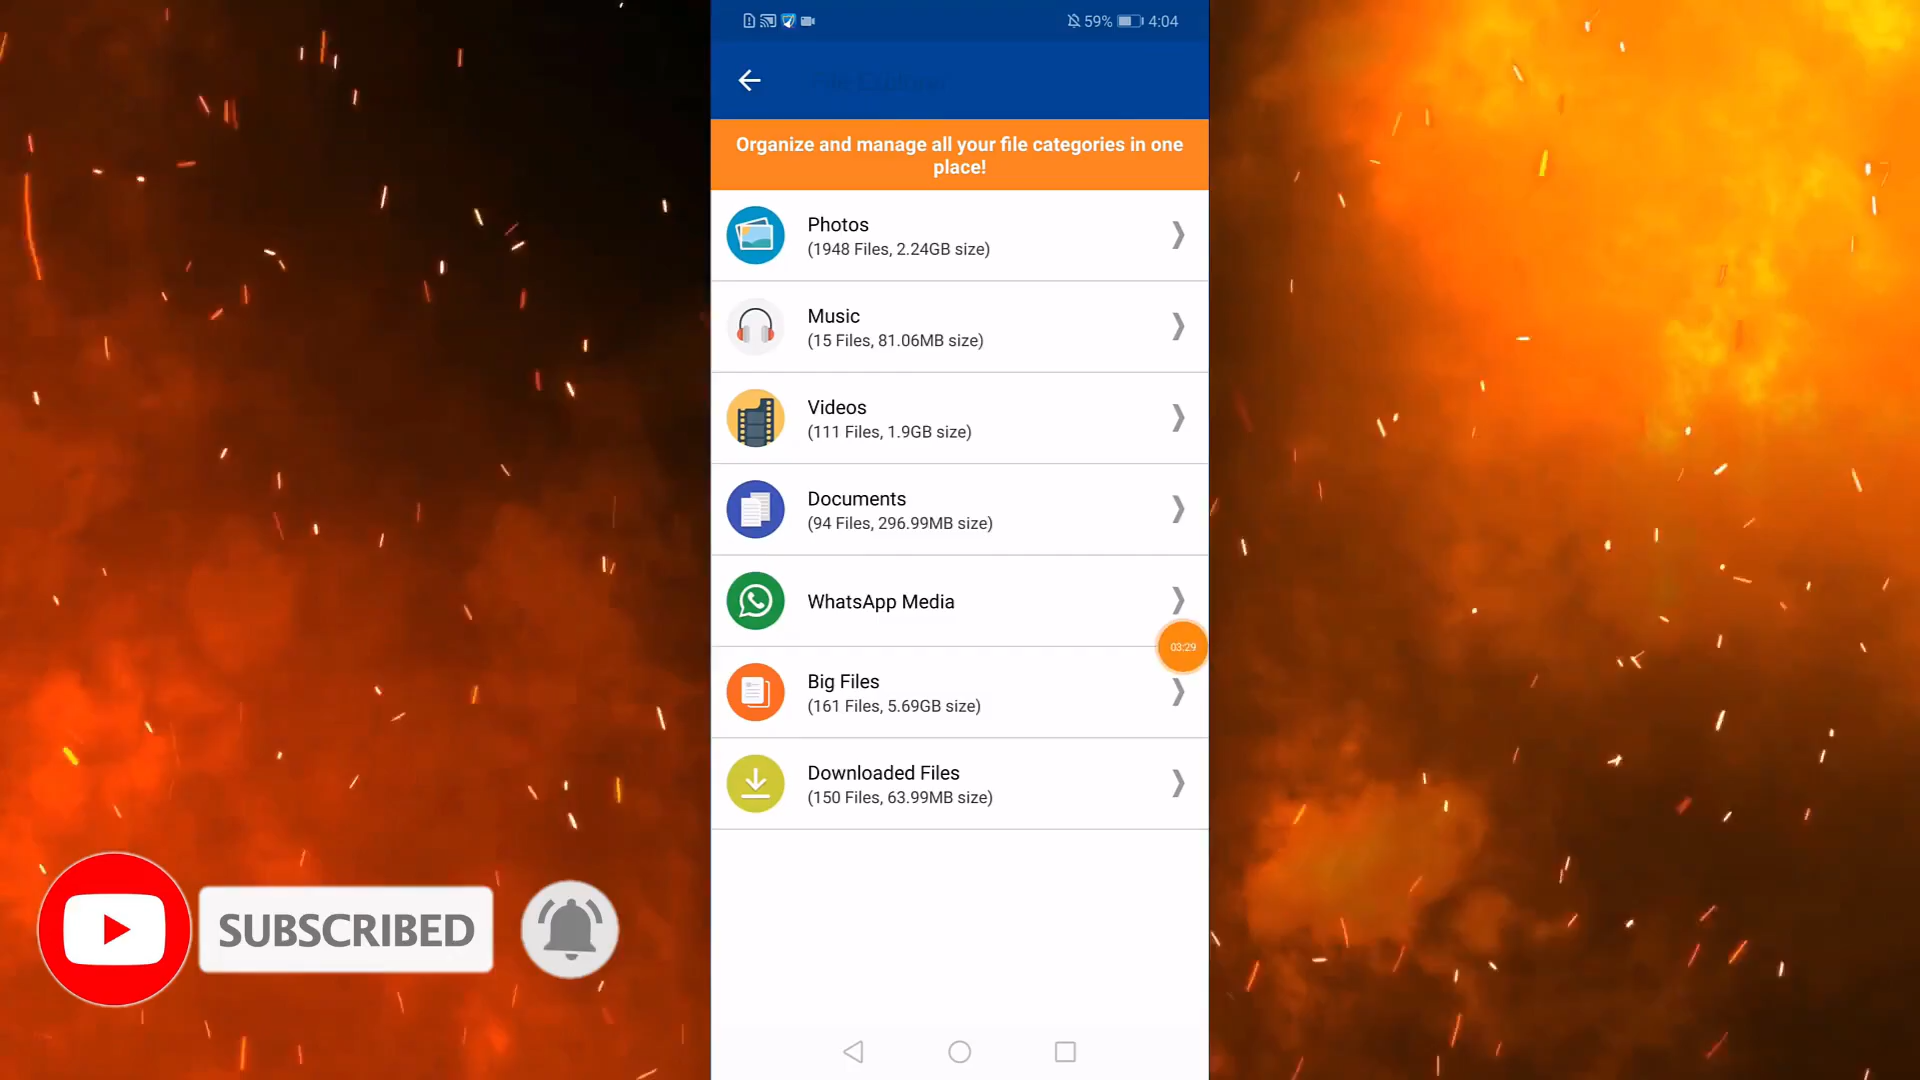 59% 4:04
File Explorer
Organize and manage all your file categories in one
place!
Photos
(1948 Files, 2.24GB size)
Music
(15 Files, 81.06MB size)
Videos
(111 Files, 1.9GB size)
Documents
(94 Files, 296.99MB size)
WhatsApp Media
03:29
Big Files
(161 Files, 5.69GB size)
Downloaded Files
(150 Files, 63.99MB size)
SUBSCRIBED